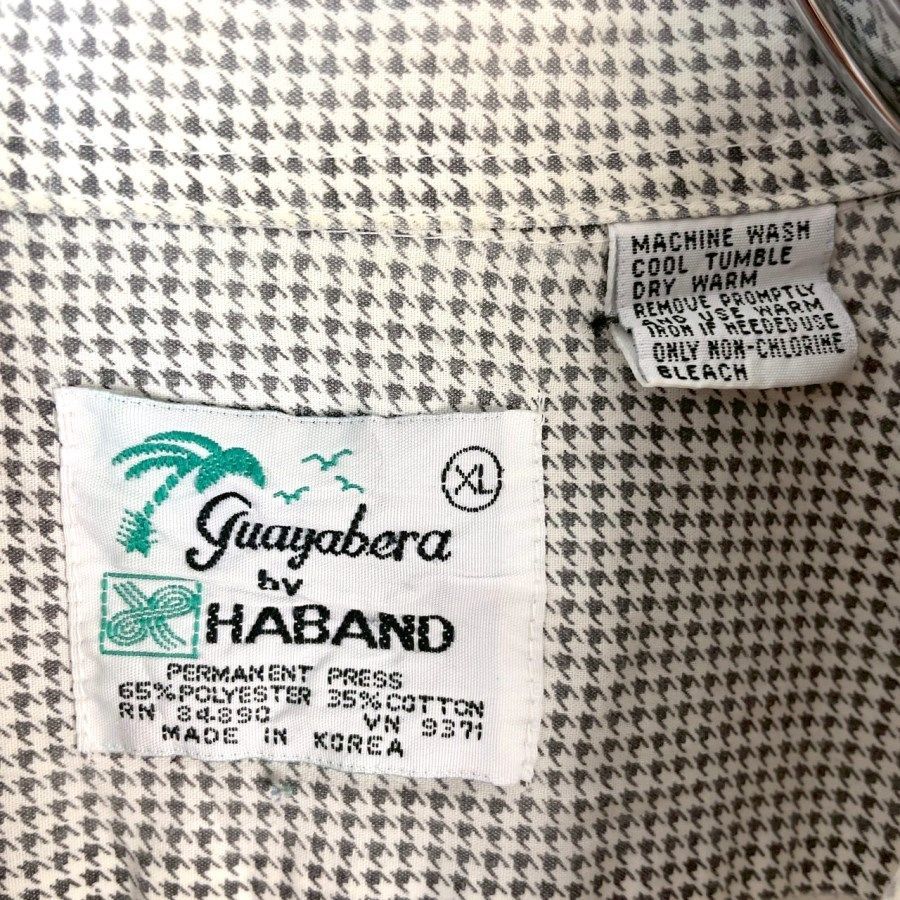 MACHINE WASH
COOL TUMBLE
DRY WARM
REMOVE PROMPTLY
AND USE WARM
IRON IF NEEDED USE
ONLY NON-CHLORINE
BLEACH
XL
guayabera
by
HABAND
PERMANENT PRESS
65% POLYESTER 35% COTTON
RN 34890 VN 9371
MADE IN KOREA